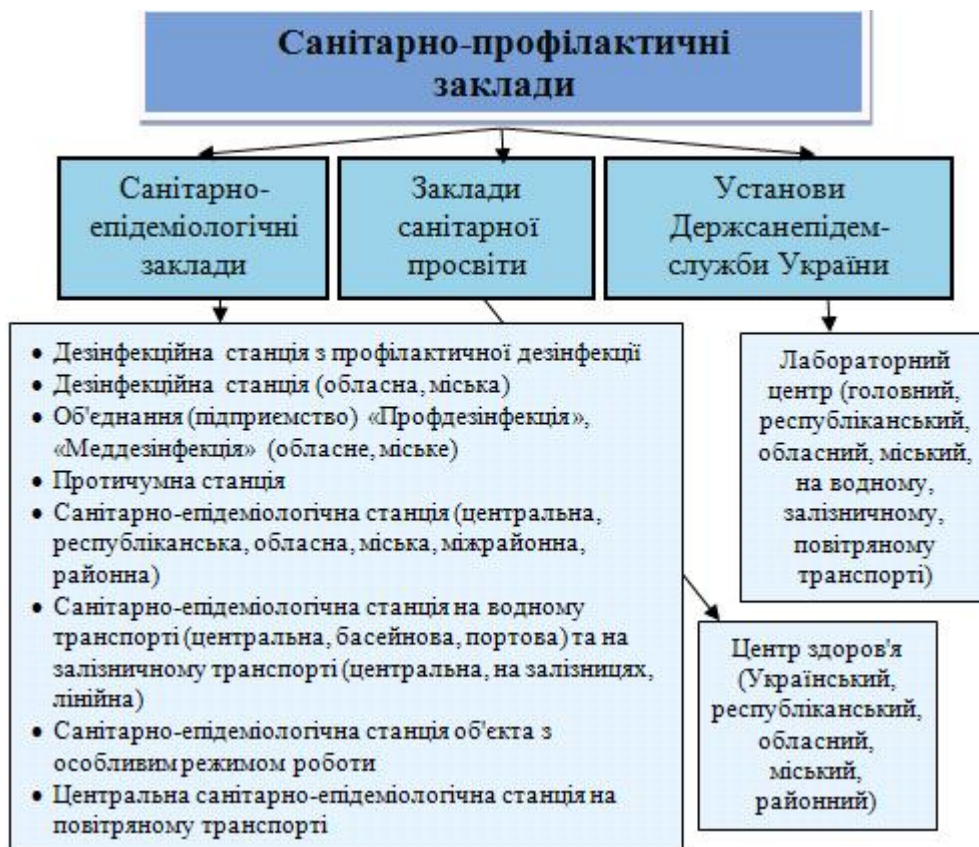 Санітарно-профілактичні
заклади
Санітарно-
епідеміологічні
заклади
Заклади
санітарної
просвіти
Установи
Держсанепідем-
служби України
• Дезінфекційна станція з профілактичної дезінфекції
• Дезінфекційна станція (обласна, міська)
• Об'єднання (підприємство) «Профдезінфекція»,
«Меддезінфекція» (обласне, міське)
• Протичумна станція
• Санітарно-епідеміологічна станція (центральна,
республіканська, обласна, міська, міжрайонна,
районна)
• Санітарно-епідеміологічна станція на водному
транспорті (центральна, басейнова, портова) та на
залізничному транспорті (центральна, на залізницях,
лінійна)
• Санітарно-епідеміологічна станція об'єкта з
особливим режимом роботи
• Центральна санітарно-епідеміологічна станція на
повітряному транспорті
Лабораторний
центр (головний,
республіканський,
обласний, міський,
на водному,
залізничному,
повітряному
транспорті)
Центр здоров'я
(Український,
республіканський,
обласний,
міський,
районний)